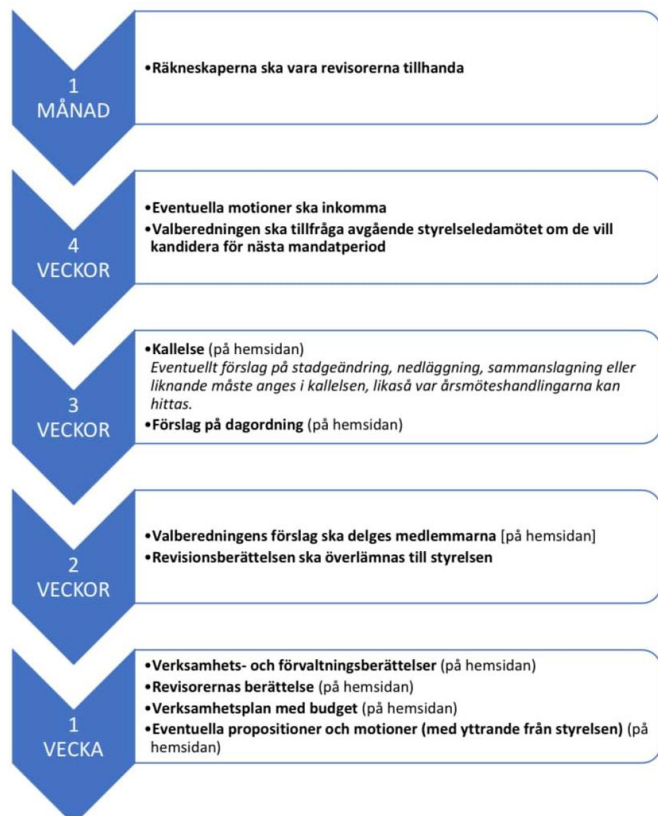 1
MÅNAD
•Räkneskaperna ska vara revisorerna tillhanda
4
VECKOR
•Eventuella motioner ska inkomma
•Valberedningen ska tillfråga avgående styrelseledamötet om de vill
kandidera för nästa mandatperiod
3
VECKOR
•Kallelse (på hemsidan)
Eventuellt förslag på stadgeändring, nedläggning, sammanslagning eller
liknande måste anges i kallelsen, likaså var årsmöteshandlingarna kan
hittas.
•Förslag på dagordning (på hemsidan)
2
VECKOR
•Valberedningens förslag ska delges medlemmarna [på hemsidan]
•Revisionsberättelsen ska överlämnas till styrelsen
1
VECKA
•Verksamhets- och förvaltningsberättelser (på hemsidan)
•Revisorernas berättelse (på hemsidan)
•Verksamhetsplan med budget (på hemsidan)
•Eventuella propositioner och motioner (med yttrande från styrelsen) (på
hemsidan)